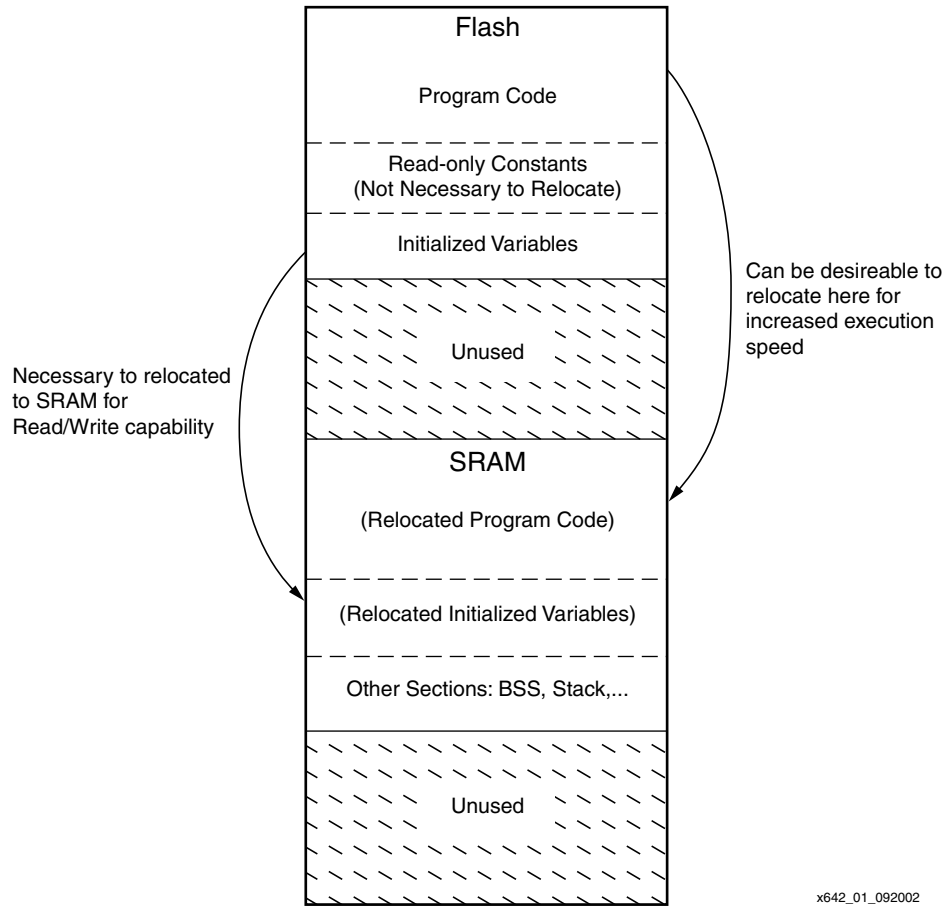 Flash
Program Code
Read-only Constants
(Not Necessary to Relocate)
Initialized Variables
Can be desireable to
relocate here for
increased execution
speed
Unused
Necessary to relocated
to SRAM for
Read/Write capability
SRAM
(Relocated Program Code)
(Relocated Initialized Variables)
Other Sections: BSS, Stack,...
Unused
x642_01_092002